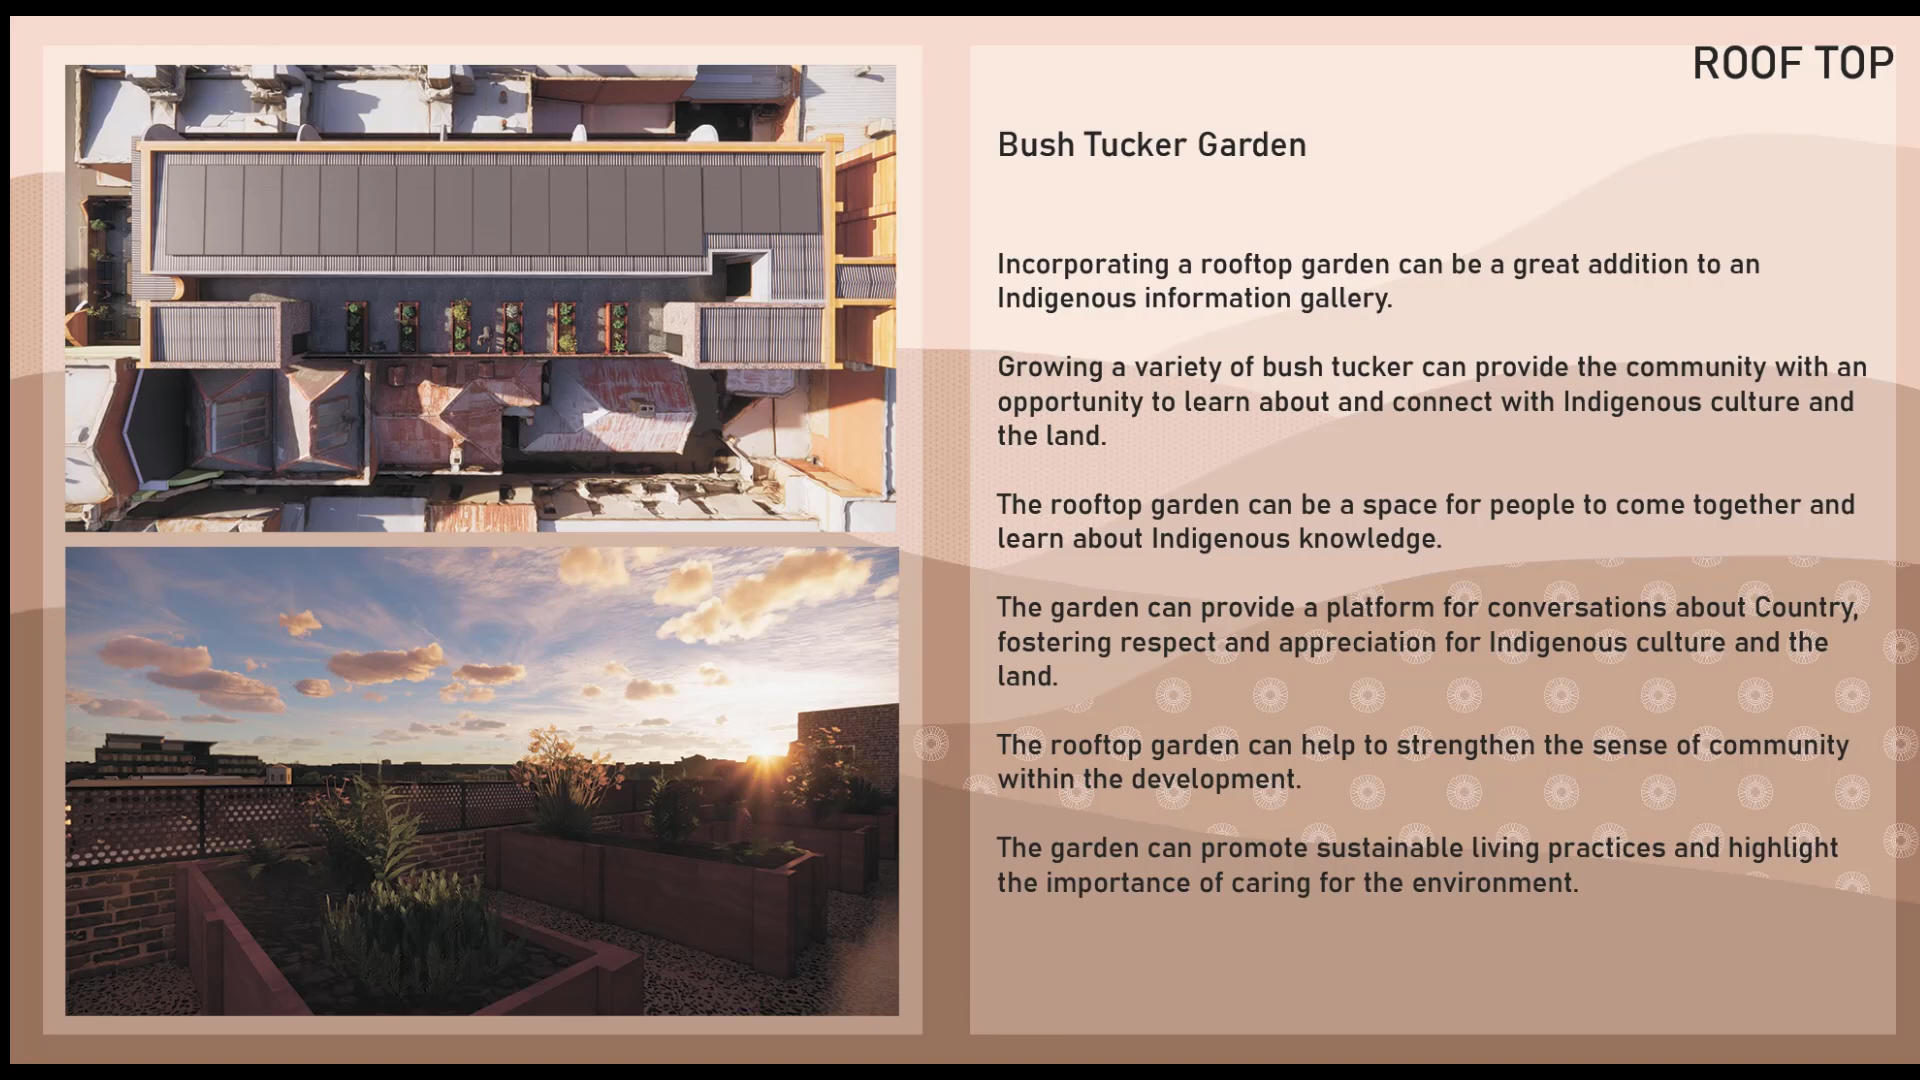 ROOF TOP
Bush Tucker Garden
Incorporating a rooftop garden can be a great addition to an
Indigenous information gallery.
Growing a variety of bush tucker can provide the community with an
opportunity to learn about and connect with Indigenous culture and
the land.
The rooftop garden can be a space for people to come together and
learn about Indigenous knowledge.
The garden can provide a platform for conversations about Country,
fostering respect and appreciation for Indigenous culture and the
land.
The rooftop garden can help to strengthen the sense of community
within the development.
The garden can promote sustainable living practices and highlight
the importance of caring for the environment.